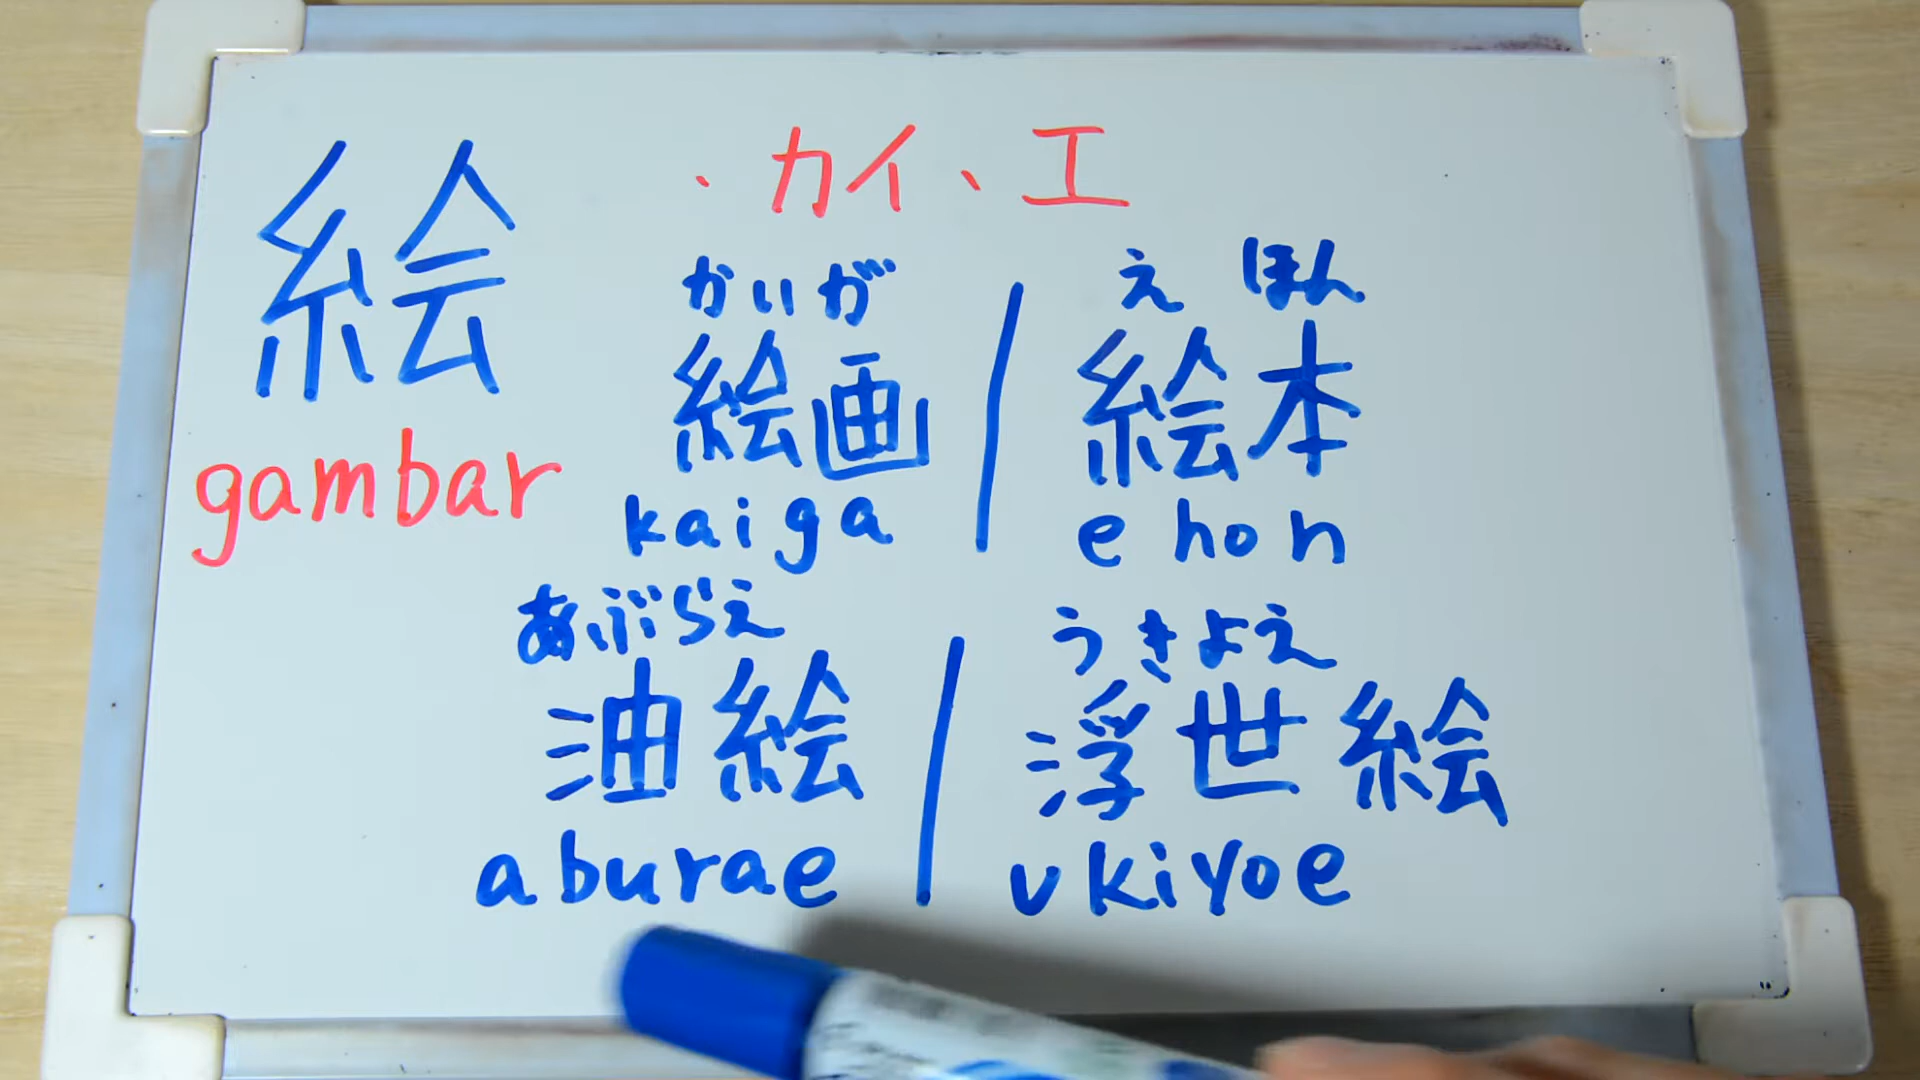 絵
gambar
・カイ、エ
かいが / えほん
絵画 / 絵本
kaiga / ehon
あぶらえ / うきよえ
油絵 / 浮世絵
aburae / ukiyoe